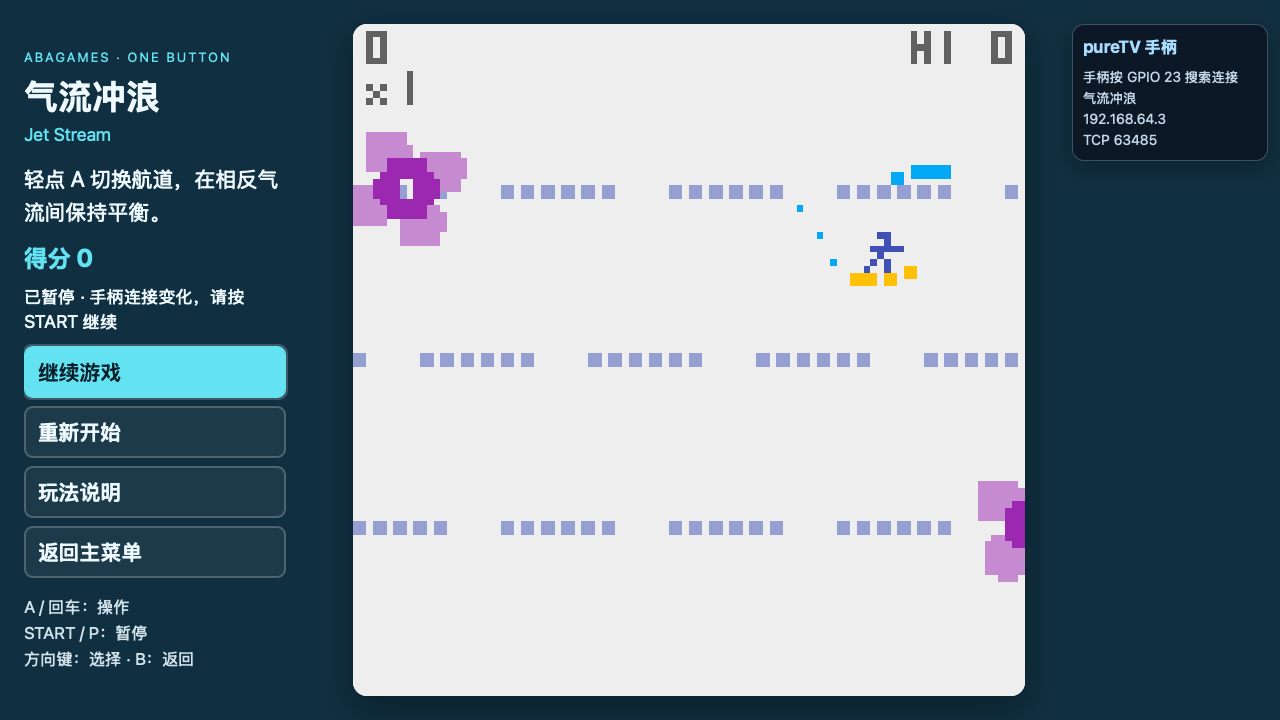 ABAGAMES · ONE BUTTON
气流冲浪
Jet Stream
轻点 A 切换航道，在相反气
流间保持平衡。
得分 0
已暂停 · 手柄连接变化，请按
START 继续
继续游戏
重新开始
玩法说明
返回主菜单
A / 回车：操作
START / P：暂停
方向键：选择 · B：返回
0
HI 0
x1
pureTV 手柄
手柄按 GPIO 23 搜索连接
气流冲浪
192.168.64.3
TCP 63485